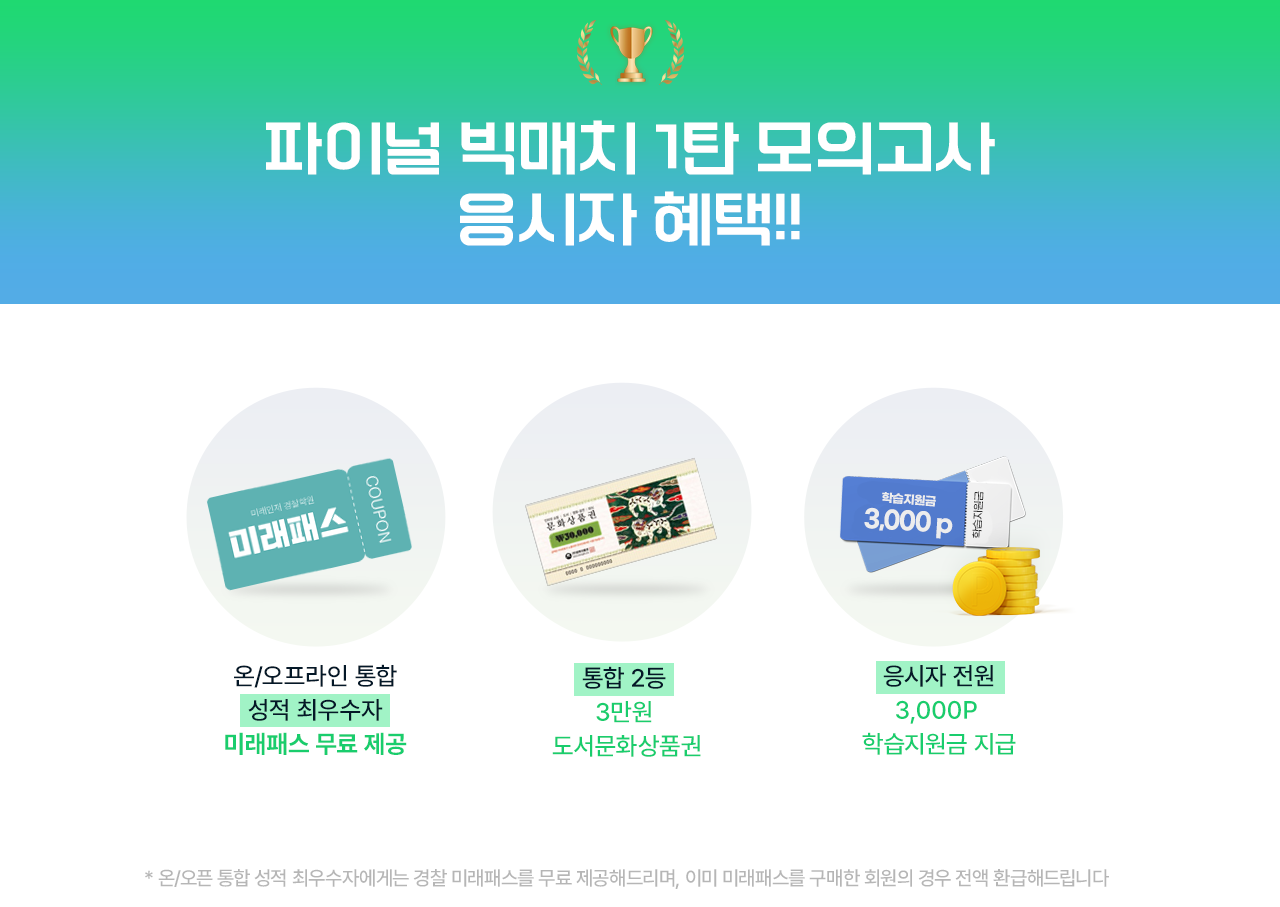 파이널 빅매치 1탄 모의고사
응시자 혜택!!
미래인재 경찰학원
미래패스
COUPON
문화상품권
₩30,000
학습지원금
3,000 p
학습지원금
온/오프라인 통합
성적 최우수자
미래패스 무료 제공
통합 2등
3만원
도서문화상품권
응시자 전원
3,000P
학습지원금 지급
* 온/오픈 통합 성적 최우수자에게는 경찰 미래패스를 무료 제공해드리며, 이미 미래패스를 구매한 회원의 경우 전액 환급해드립니다